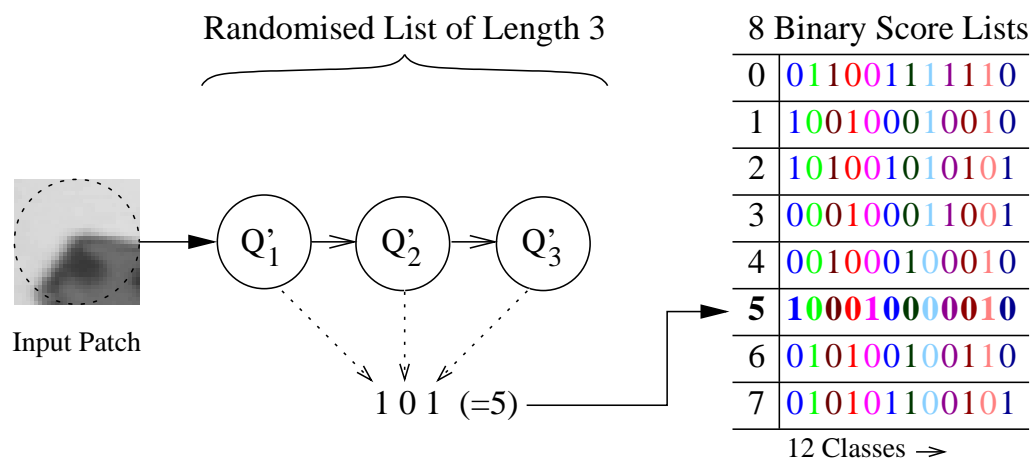 Randomised List of Length 3
8 Binary Score Lists
0 011001111110
1 100100010010
2 101001010101
3 000100011001
4 001000100010
5 100010000010
6 010100100110
7 010101100101
12 Classes →
Q'1 Q'2 Q'3
Input Patch
1 0 1 (=5)